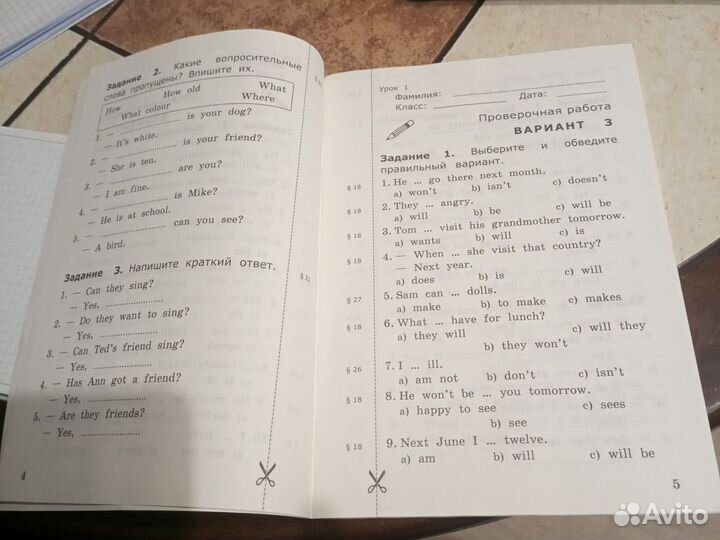 Задание 2. Какие вопросительные
слова пропущены? Впишите их.
How How old What
What colour Where
1. — ................ is your dog?
— It's white.
2. — ................ is your friend?
— She is ten.
3. — ................ are you?
— I am fine.
4. — ................ is Mike?
— He is at school.
5. — ................ can you see?
— A bird.
Задание 3. Напишите краткий ответ.
§ 21
1. — Can they sing?
— Yes, ................
2. — Do they want to sing?
— Yes, ................
3. — Can Ted's friend sing?
— Yes, ................
4. — Has Ann got a friend?
— Yes, ................
5. — Are they friends?
— Yes, ................
4
Урок 1
Фамилия: ____________ Дата: ______
Класс: ____________
Проверочная работа
ВАРИАНТ 3
Задание 1. Выберите и обведите
правильный вариант.
§ 18 1. He ... go there next month.
a) won't b) isn't c) doesn't
§ 18 2. They ... angry.
a) will b) be c) will be
§ 18 3. Tom ... visit his grandmother tomorrow.
a) wants b) will c) is
§ 18 4. — When ... she visit that country?
— Next year.
a) does b) is c) will
§ 27 5. Sam can ... dolls.
a) make b) to make c) makes
§ 18 6. What ... have for lunch?
a) they will c) will they
b) they won't
§ 26 7. I ... ill.
a) am not b) don't c) isn't
§ 18 8. He won't be ... you tomorrow.
a) happy to see c) sees
b) see
§ 18 9. Next June I ... twelve.
a) am b) will c) will be
5
Avito